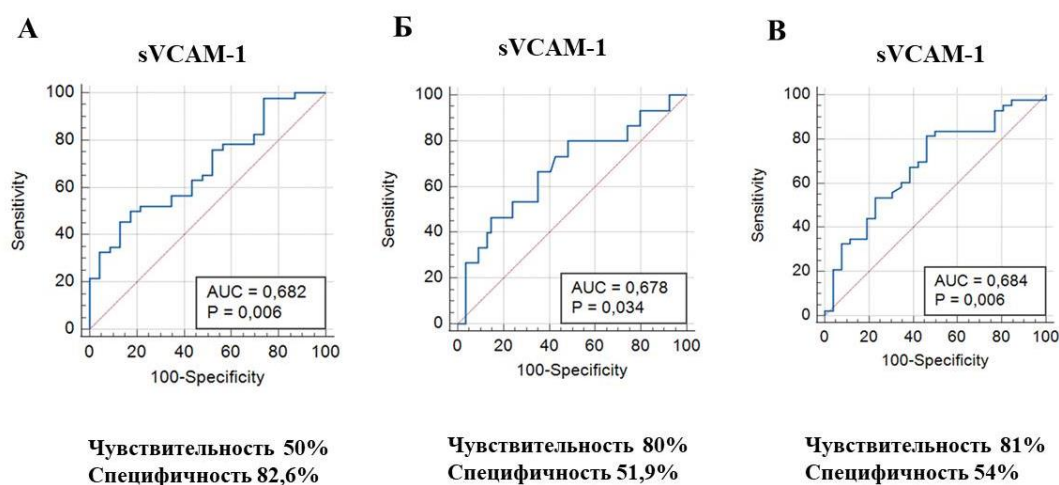 А
sVCAM-1
Sensitivity
100
80
60
40
20
0
AUC = 0,682
P = 0,006
0 20 40 60 80 100
100-Specificity
Чувствительность 50%
Специфичность 82,6%
Б
sVCAM-1
Sensitivity
100
80
60
40
20
0
AUC = 0,678
P = 0,034
0 20 40 60 80 100
100-Specificity
Чувствительность 80%
Специфичность 51,9%
В
sVCAM-1
Sensitivity
100
80
60
40
20
0
AUC = 0,684
P = 0,006
0 20 40 60 80 100
100-Specificity
Чувствительность 81%
Специфичность 54%